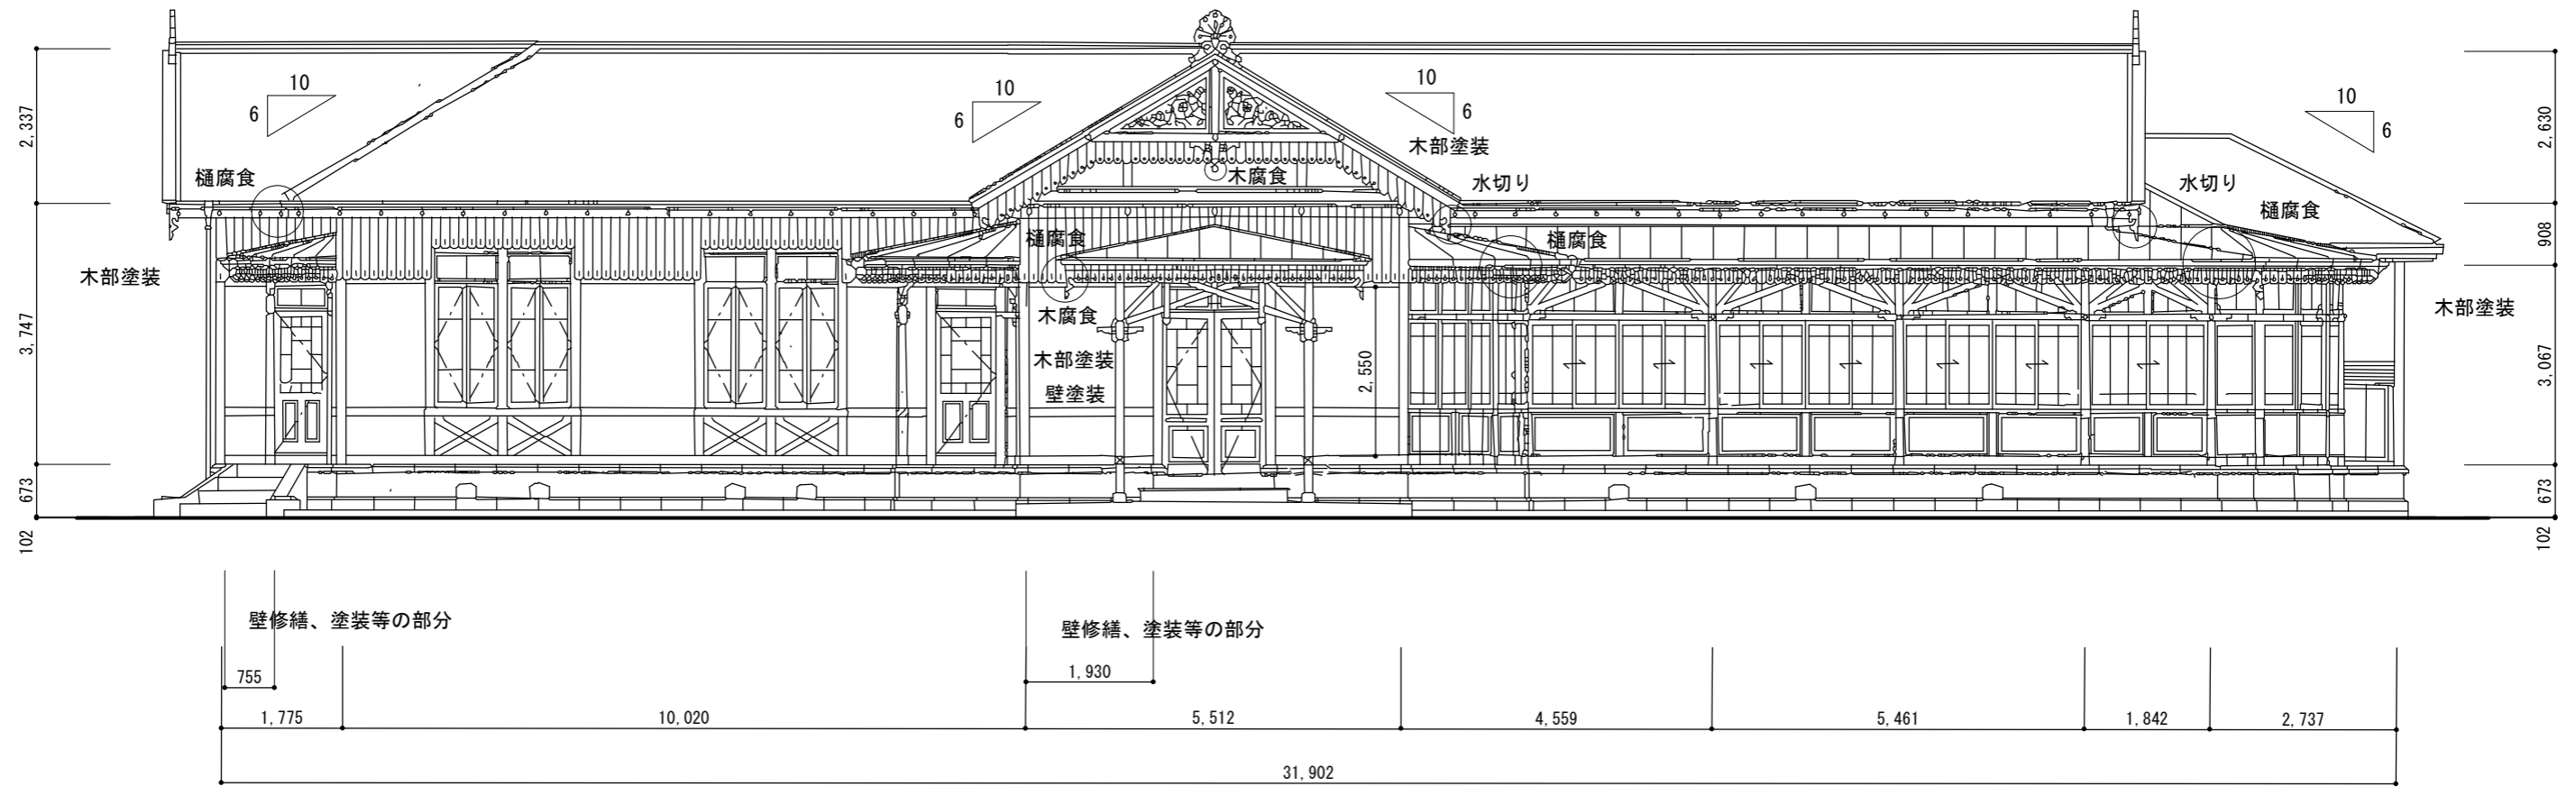 10
6
10
6
10
6
10
6
2,337
2,630
木部塗装
樋腐食
木腐食
水切り
水切り
樋腐食
908
樋腐食
樋腐食
木部塗装
木部塗装
3,747
木腐食
木部塗装
壁塗装
2,550
3,067
673
673
102
102
壁修繕、塗装等の部分
壁修繕、塗装等の部分
755
1,930
1,775
10,020
5,512
4,559
5,461
1,842
2,737
31,902